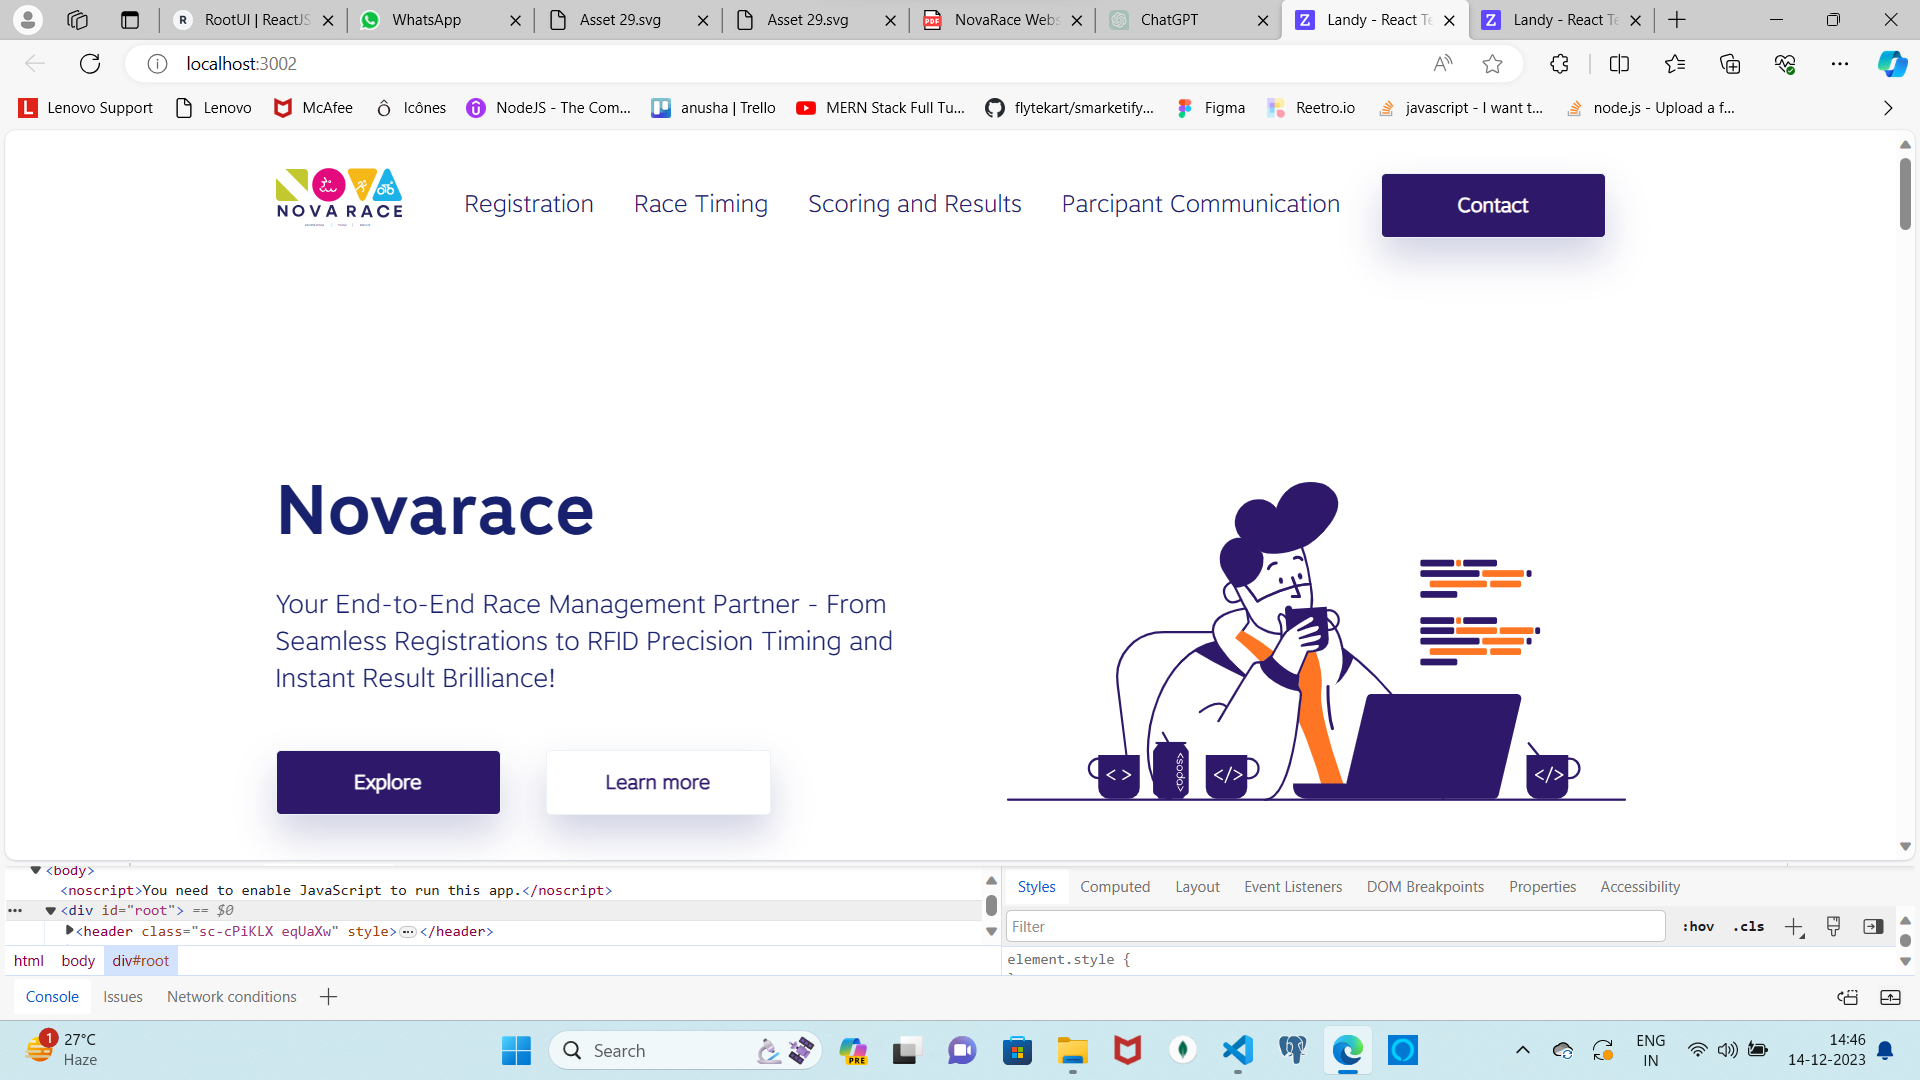 RootUI | ReactJS
WhatsApp
Asset 29.svg
Asset 29.svg
NovaRace Webs
ChatGPT
Landy - React Te
Landy - React Te
localhost:3002
Lenovo Support
Lenovo
McAfee
Icônes
NodeJS - The Com...
anusha | Trello
MERN Stack Full Tu...
flytekart/smarketify...
Figma
Reetro.io
javascript - I want t...
node.js - Upload a f...
NOVA RACE
Registration
Race Timing
Scoring and Results
Parcipant Communication
Contact
Novarace
Your End-to-End Race Management Partner - From
Seamless Registrations to RFID Precision Timing and
Instant Result Brilliance!
Explore
Learn more
< >
<opos>
</>
</>
<body>
<noscript>You need to enable JavaScript to run this app.</noscript>
<div id="root"> == $0
<header class="sc-cPiKLX eqUaXw" style>…</header>
html body div#root
Styles Computed Layout Event Listeners DOM Breakpoints Properties Accessibility
Filter
:hov .cls
element.style {
Console Issues Network conditions
1
27°C
Haze
Search
PRE
ENG
IN
14:46
14-12-2023